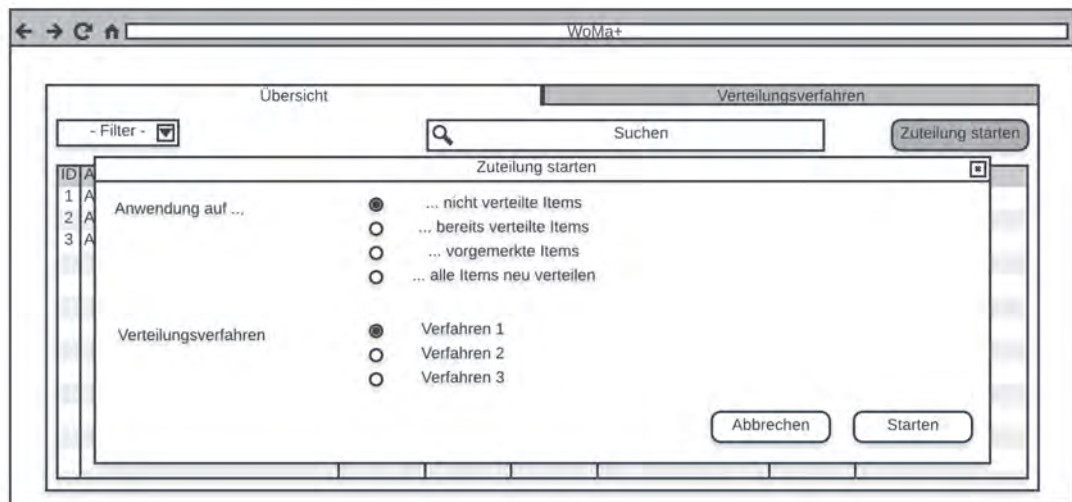 WoMa+
Übersicht
Verteilungsverfahren
- Filter -
Suchen
Zuteilung starten
Zuteilung starten
ID A
1 A
2 A
3 A
Anwendung auf ...
... nicht verteilte Items
... bereits verteilte Items
... vorgemerkte Items
... alle Items neu verteilen
Verteilungsverfahren
Verfahren 1
Verfahren 2
Verfahren 3
Abbrechen
Starten